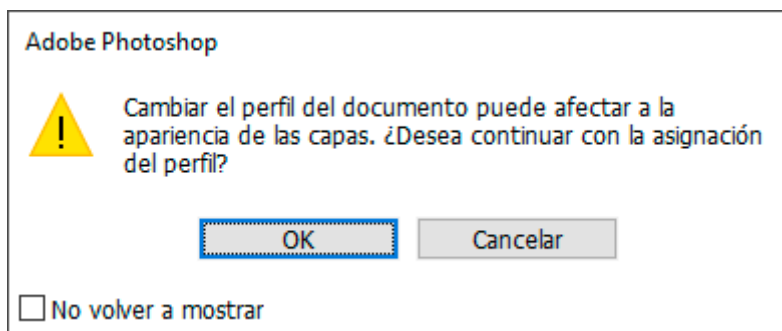 Adobe Photoshop
Cambiar el perfil del documento puede afectar a la
apariencia de las capas. ¿Desea continuar con la asignación
del perfil?
OK
Cancelar
No volver a mostrar